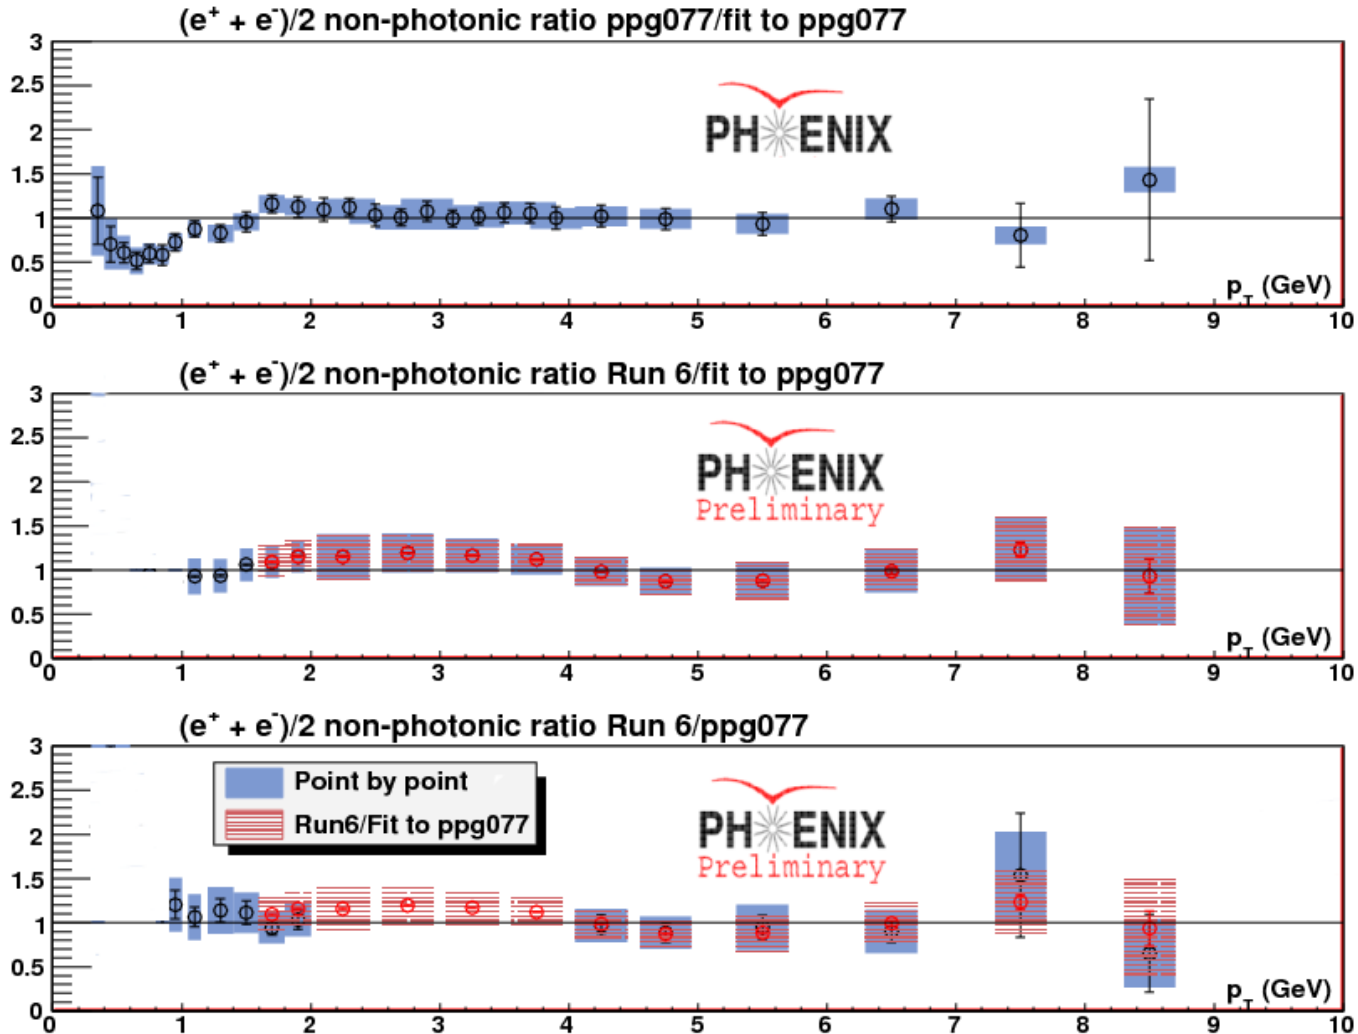 (e+ + e-)/2 non-photonic ratio ppg077/fit to ppg077
3
2.5
2
1.5
1
0.5
0
PHENIX
pT (GeV)
0 1 2 3 4 5 6 7 8 9 10
(e+ + e-)/2 non-photonic ratio Run 6/fit to ppg077
3
2.5
2
1.5
1
0.5
0
PHENIX
Preliminary
pT (GeV)
0 1 2 3 4 5 6 7 8 9 10
(e+ + e-)/2 non-photonic ratio Run 6/ppg077
3
2.5
2
1.5
1
0.5
0
Point by point
Run6/Fit to ppg077
PHENIX
Preliminary
pT (GeV)
0 1 2 3 4 5 6 7 8 9 10